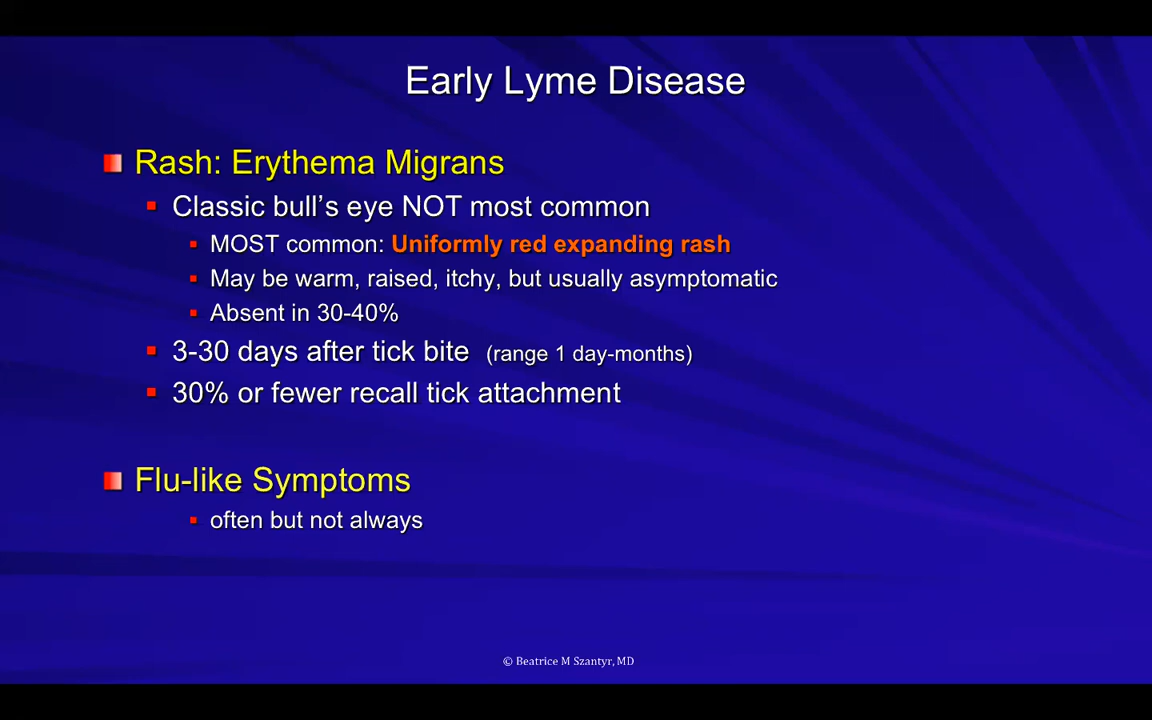 Early Lyme Disease
Rash: Erythema Migrans
Classic bull's eye NOT most common
MOST common: Uniformly red expanding rash
May be warm, raised, itchy, but usually asymptomatic
Absent in 30-40%
3-30 days after tick bite (range 1 day-months)
30% or fewer recall tick attachment
Flu-like Symptoms
often but not always
© Beatrice M Szantyr, MD